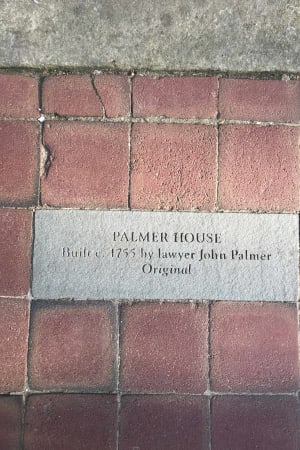 PALMER HOUSE
Built c. 1755 by lawyer John Palmer
Original